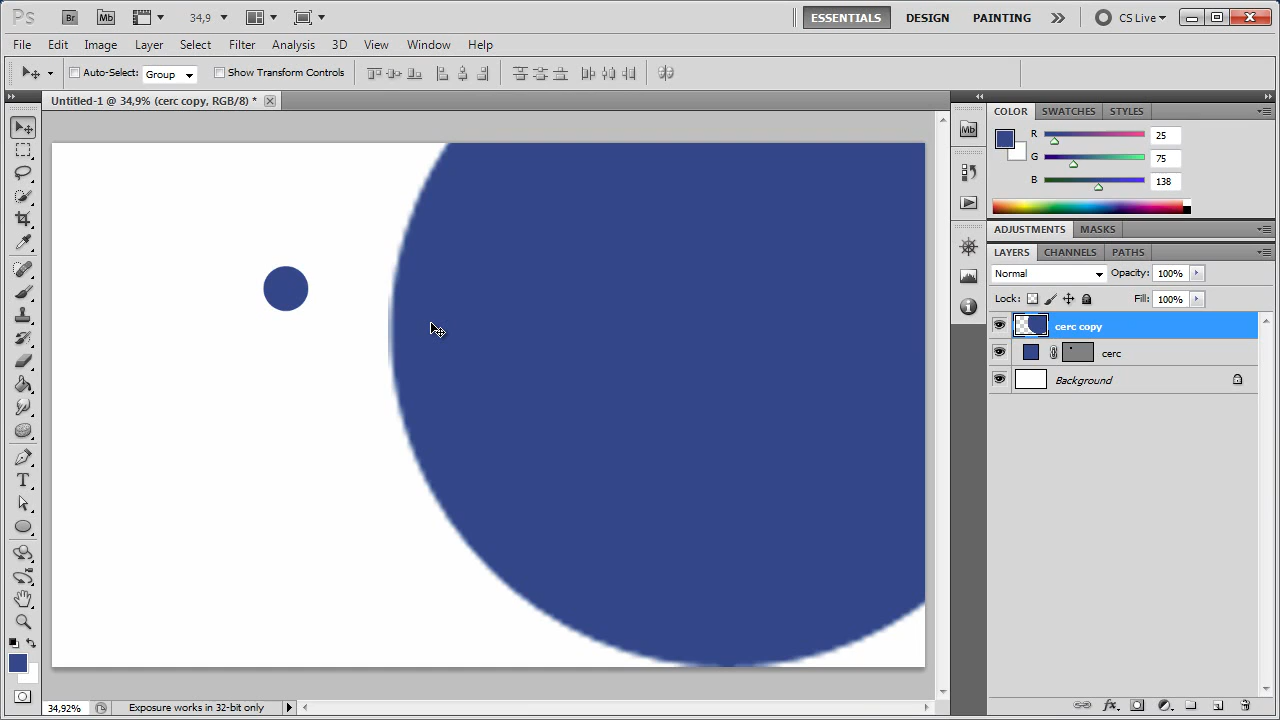 Ps Br Mb 34,9 ESSENTIALS DESIGN PAINTING CS Live
File Edit Image Layer Select Filter Analysis 3D View Window Help
Auto-Select: Group Show Transform Controls
Untitled-1 @ 34,9% (cerc copy, RGB/8) *
COLOR SWATCHES STYLES
Mb
R 25
G 75
B 138
ADJUSTMENTS MASKS
LAYERS CHANNELS PATHS
Normal Opacity: 100%
Lock: Fill: 100%
cerc copy
cerc
Background
T
fx
34,92% Exposure works in 32-bit only